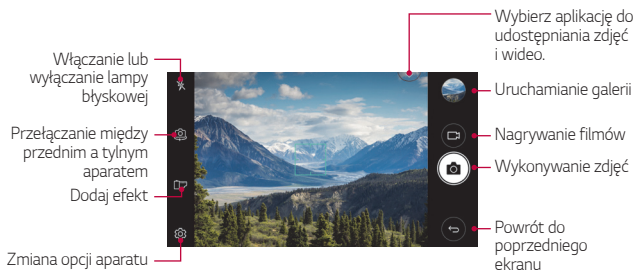 Włączanie lub
wyłączanie lampy
błyskowej
Przełączanie między
przednim a tylnym
aparatem
Dodaj efekt
Zmiana opcji aparatu
Wybierz aplikację do
udostępniania zdjęć
i wideo.
Uruchamianie galerii
Nagrywanie filmów
Wykonywanie zdjęć
Powrót do
poprzedniego
ekranu